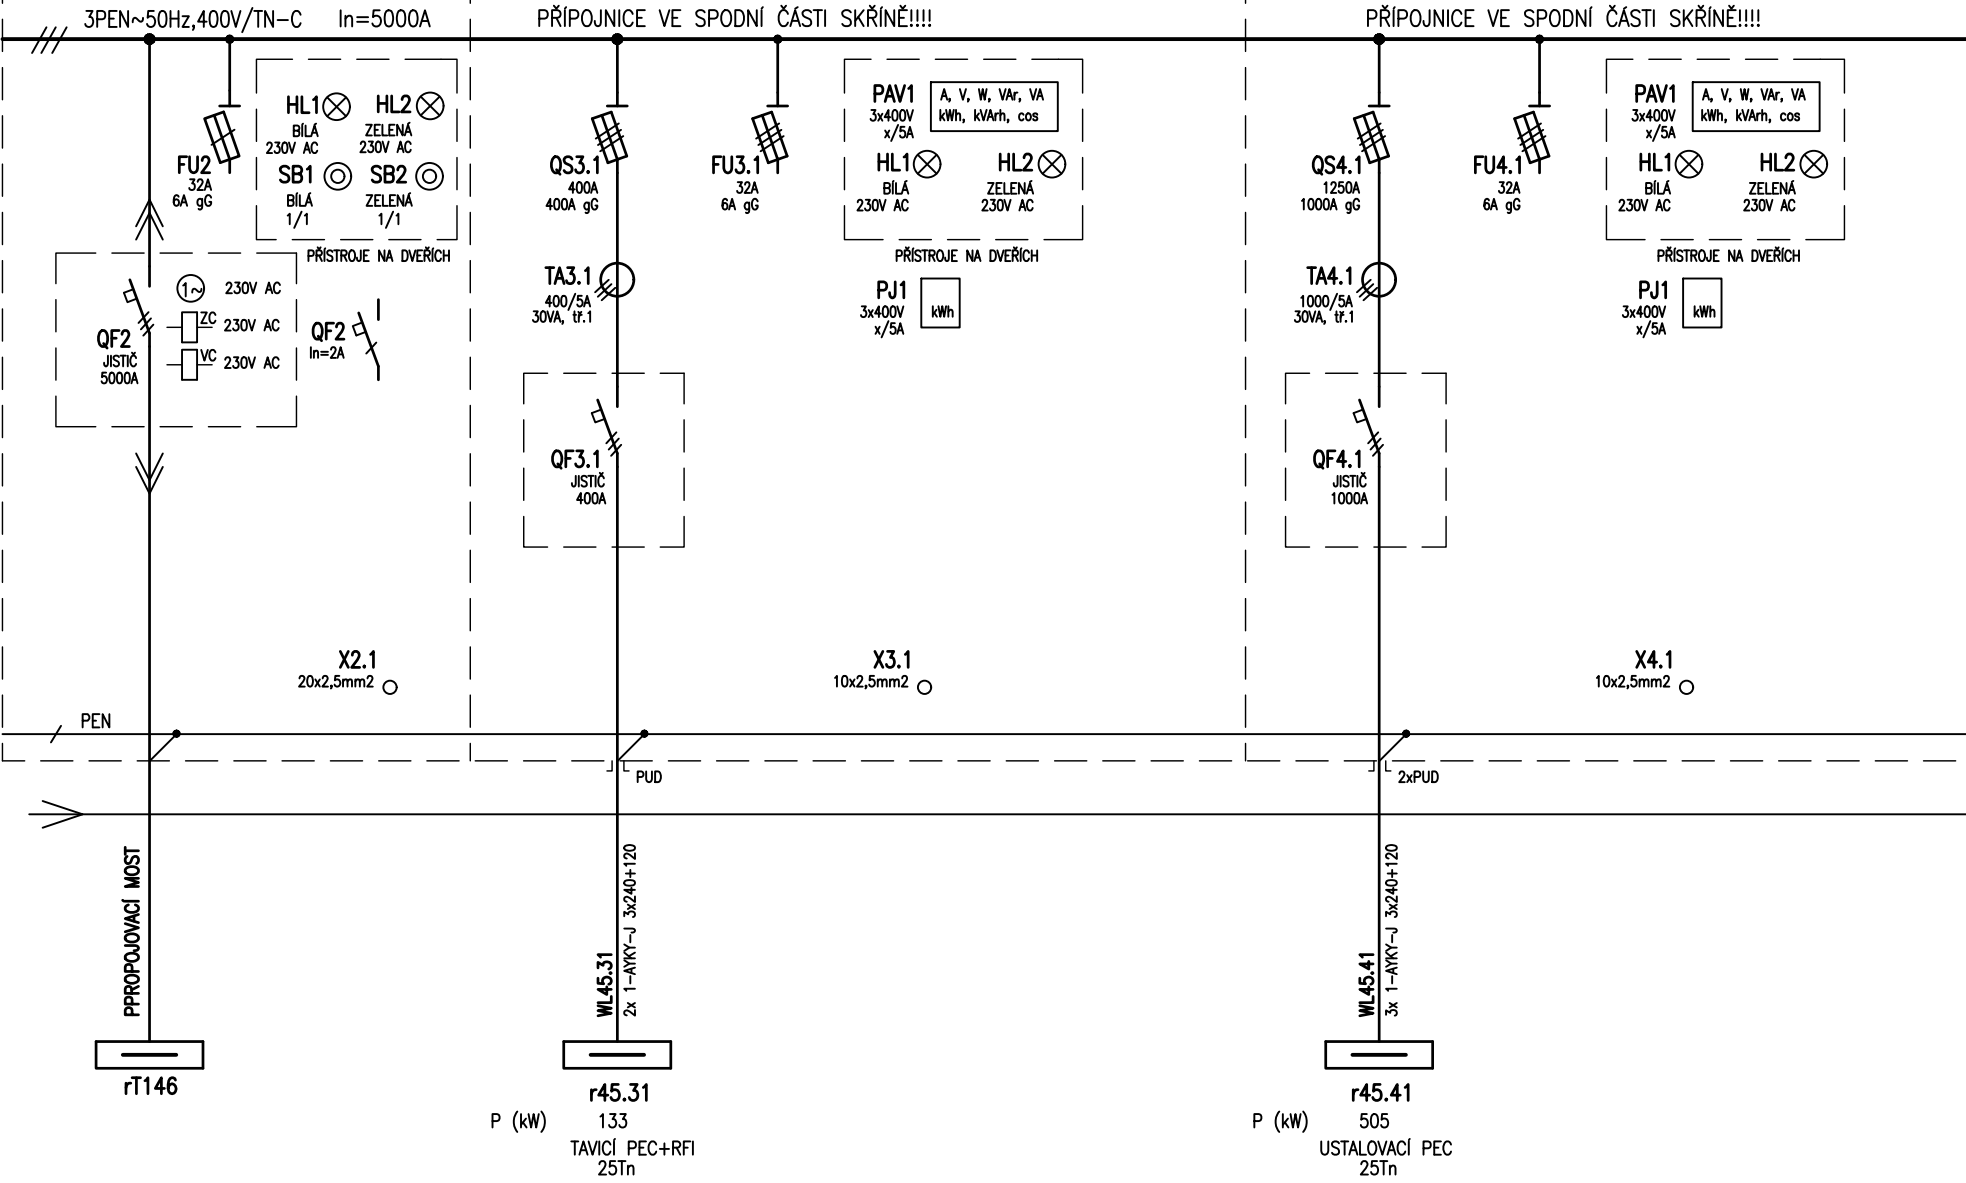 3PEN~50Hz,400V/TN-C In=5000A
PŘÍPOJNICE VE SPODNÍ ČÁSTI SKŘÍNĚ!!!!
PŘÍPOJNICE VE SPODNÍ ČÁSTI SKŘÍNĚ!!!!
FU2
32A
6A gG
HL1
BÍLÁ
230V AC
HL2
ZELENÁ
230V AC
SB1
BÍLÁ
1/1
SB2
ZELENÁ
1/1
PŘÍSTROJE NA DVEŘÍCH
QF2
JISTIČ
5000A
1~
230V AC
ZC
230V AC
VC
230V AC
QF2
In=2A
X2.1
20x2,5mm2
PEN
PPROPOJOVACÍ MOST
rT146
QS3.1
400A
400A gG
FU3.1
32A
6A gG
PAV1
3x400V
x/5A
A, V, W, VAr, VA
kWh, kVArh, cos
HL1
BÍLÁ
230V AC
HL2
ZELENÁ
230V AC
PŘÍSTROJE NA DVEŘÍCH
TA3.1
400/5A
30VA, tř.1
PJ1
3x400V
x/5A
kWh
QF3.1
JISTIČ
400A
X3.1
10x2,5mm2
PUD
WL45.31
2x 1-AYKY-J 3x240+120
r45.31
P (kW) 133
TAVICÍ PEC+RFI
25Tn
QS4.1
1250A
1000A gG
FU4.1
32A
6A gG
PAV1
3x400V
x/5A
A, V, W, VAr, VA
kWh, kVArh, cos
HL1
BÍLÁ
230V AC
HL2
ZELENÁ
230V AC
PŘÍSTROJE NA DVEŘÍCH
TA4.1
1000/5A
30VA, tř.1
PJ1
3x400V
x/5A
kWh
QF4.1
JISTIČ
1000A
X4.1
10x2,5mm2
2xPUD
WL45.41
3x 1-AYKY-J 3x240+120
r45.41
P (kW) 505
USTALOVACÍ PEC
25Tn